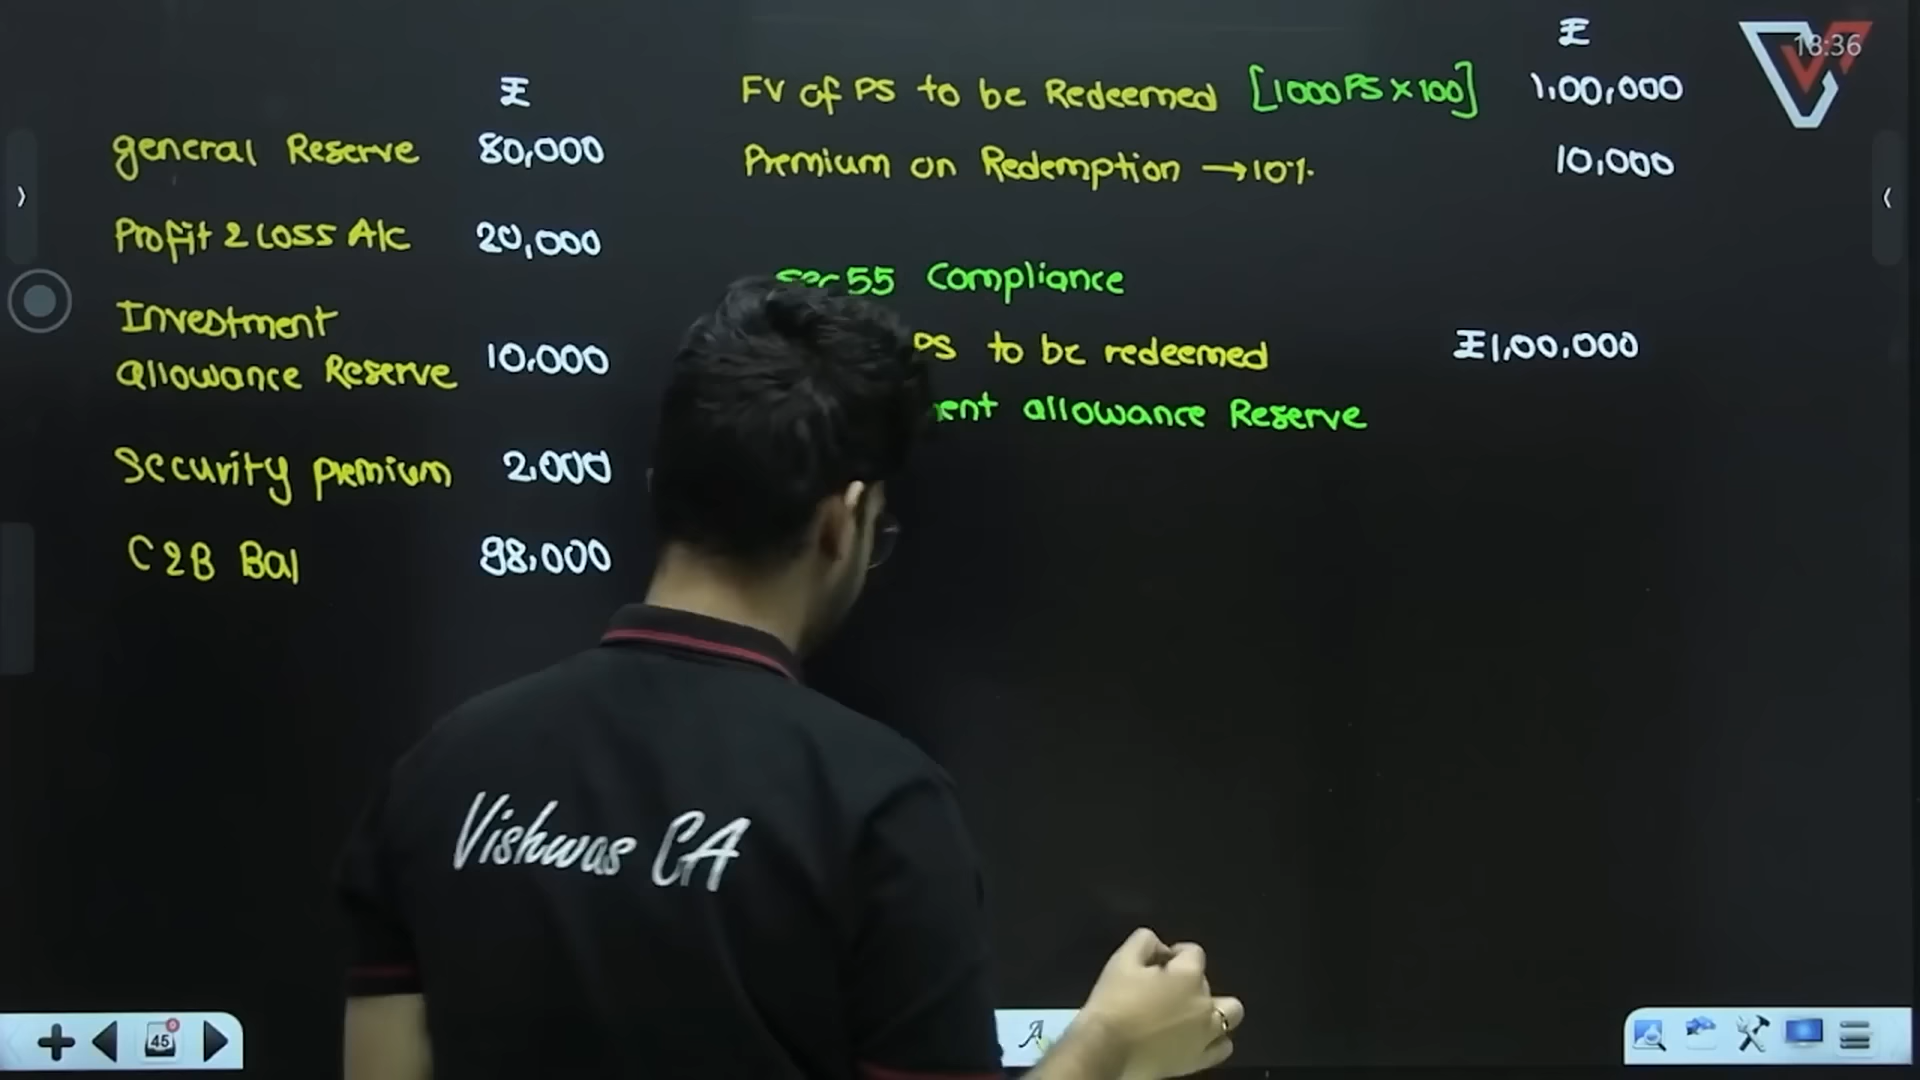 ₹
general Reserve 80,000
Profit & Loss A/c 20,000
Investment
allowance Reserve 10,000
Security premium 2,000
C&B Bal 98,000
₹
FV of PS to be Redeemed [1000 PS × 100] 1,00,000
Premium on Redemption → 10%. 10,000
Sec 55 Compliance
PS to be redeemed ₹1,00,000
allowance Reserve
18:36
Vishwas CA
45